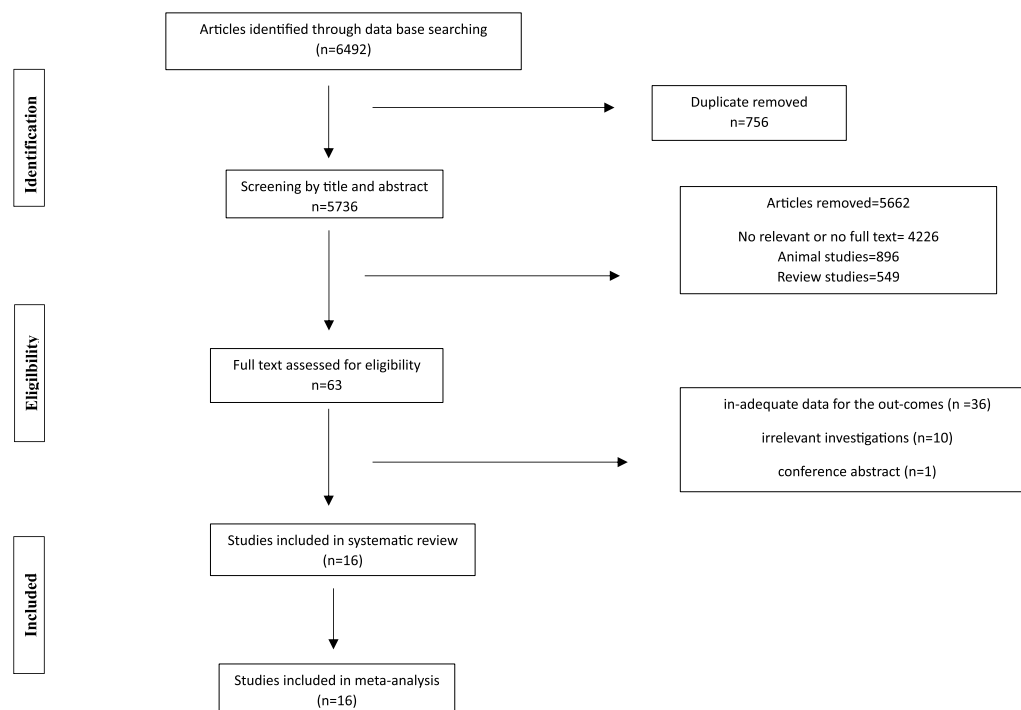 Articles identified through data base searching
(n=6492)
Identification
Duplicate removed
n=756
Screening by title and abstract
n=5736
Articles removed=5662
No relevant or no full text= 4226
Animal studies=896
Review studies=549
Eligilbility
Full text assessed for eligibility
n=63
in-adequate data for the out-comes (n =36)
irrelevant investigations (n=10)
conference abstract (n=1)
Studies included in systematic review
(n=16)
Included
Studies included in meta-analysis
(n=16)